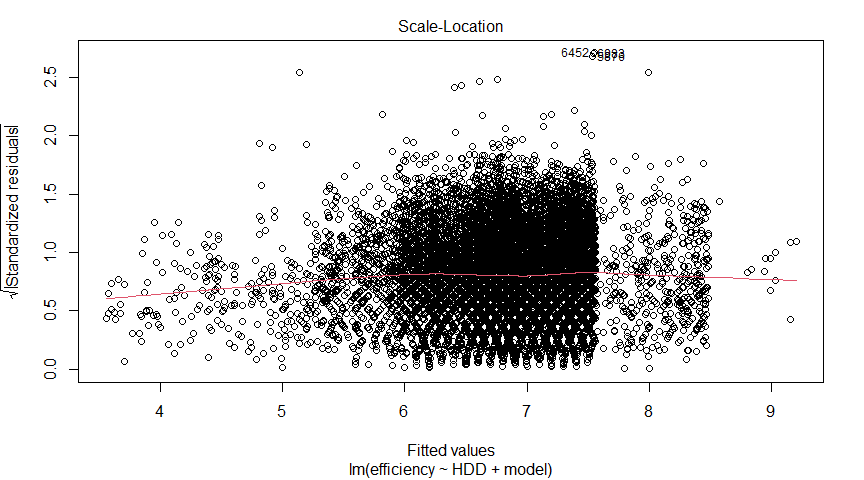 Scale-Location
√|Standardized residuals|
2.5
2.0
1.5
1.0
0.5
0.0
4 5 6 7 8 9
Fitted values
lm(efficiency ~ HDD + model)